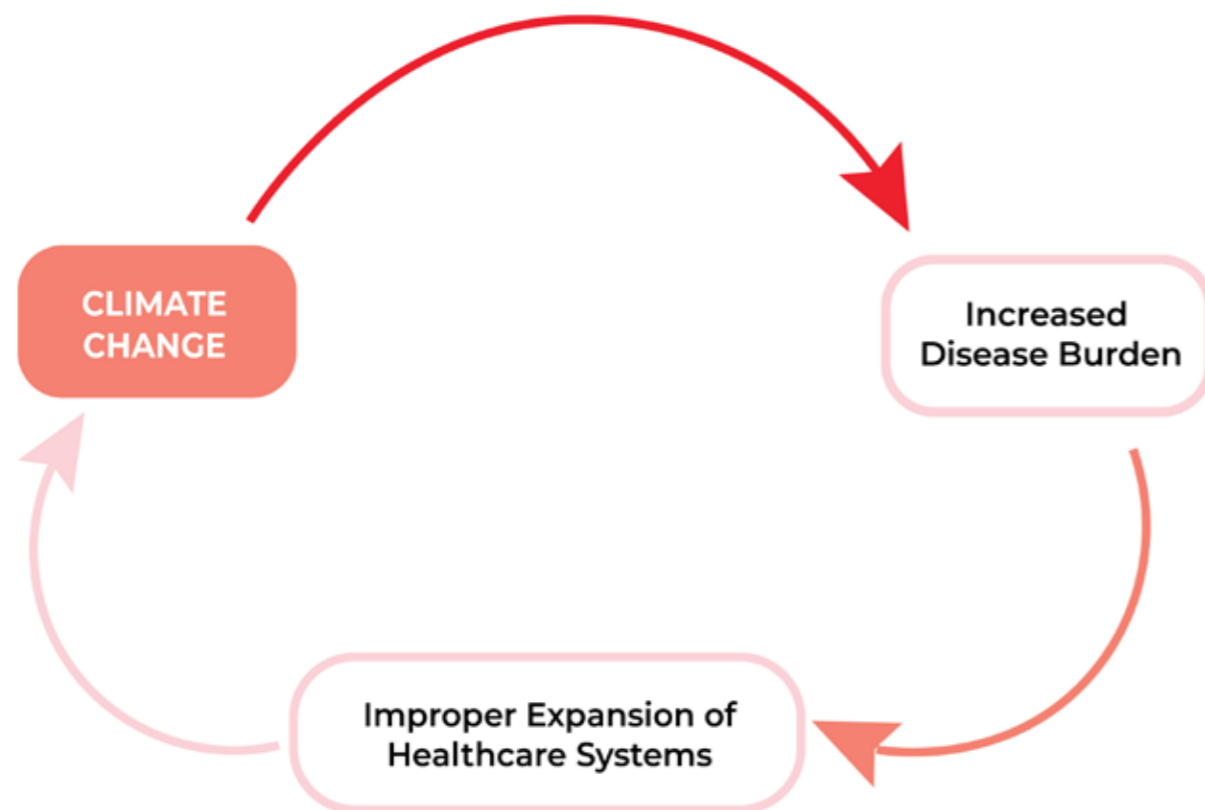 CLIMATE
CHANGE
Increased
Disease Burden
Improper Expansion of
Healthcare Systems